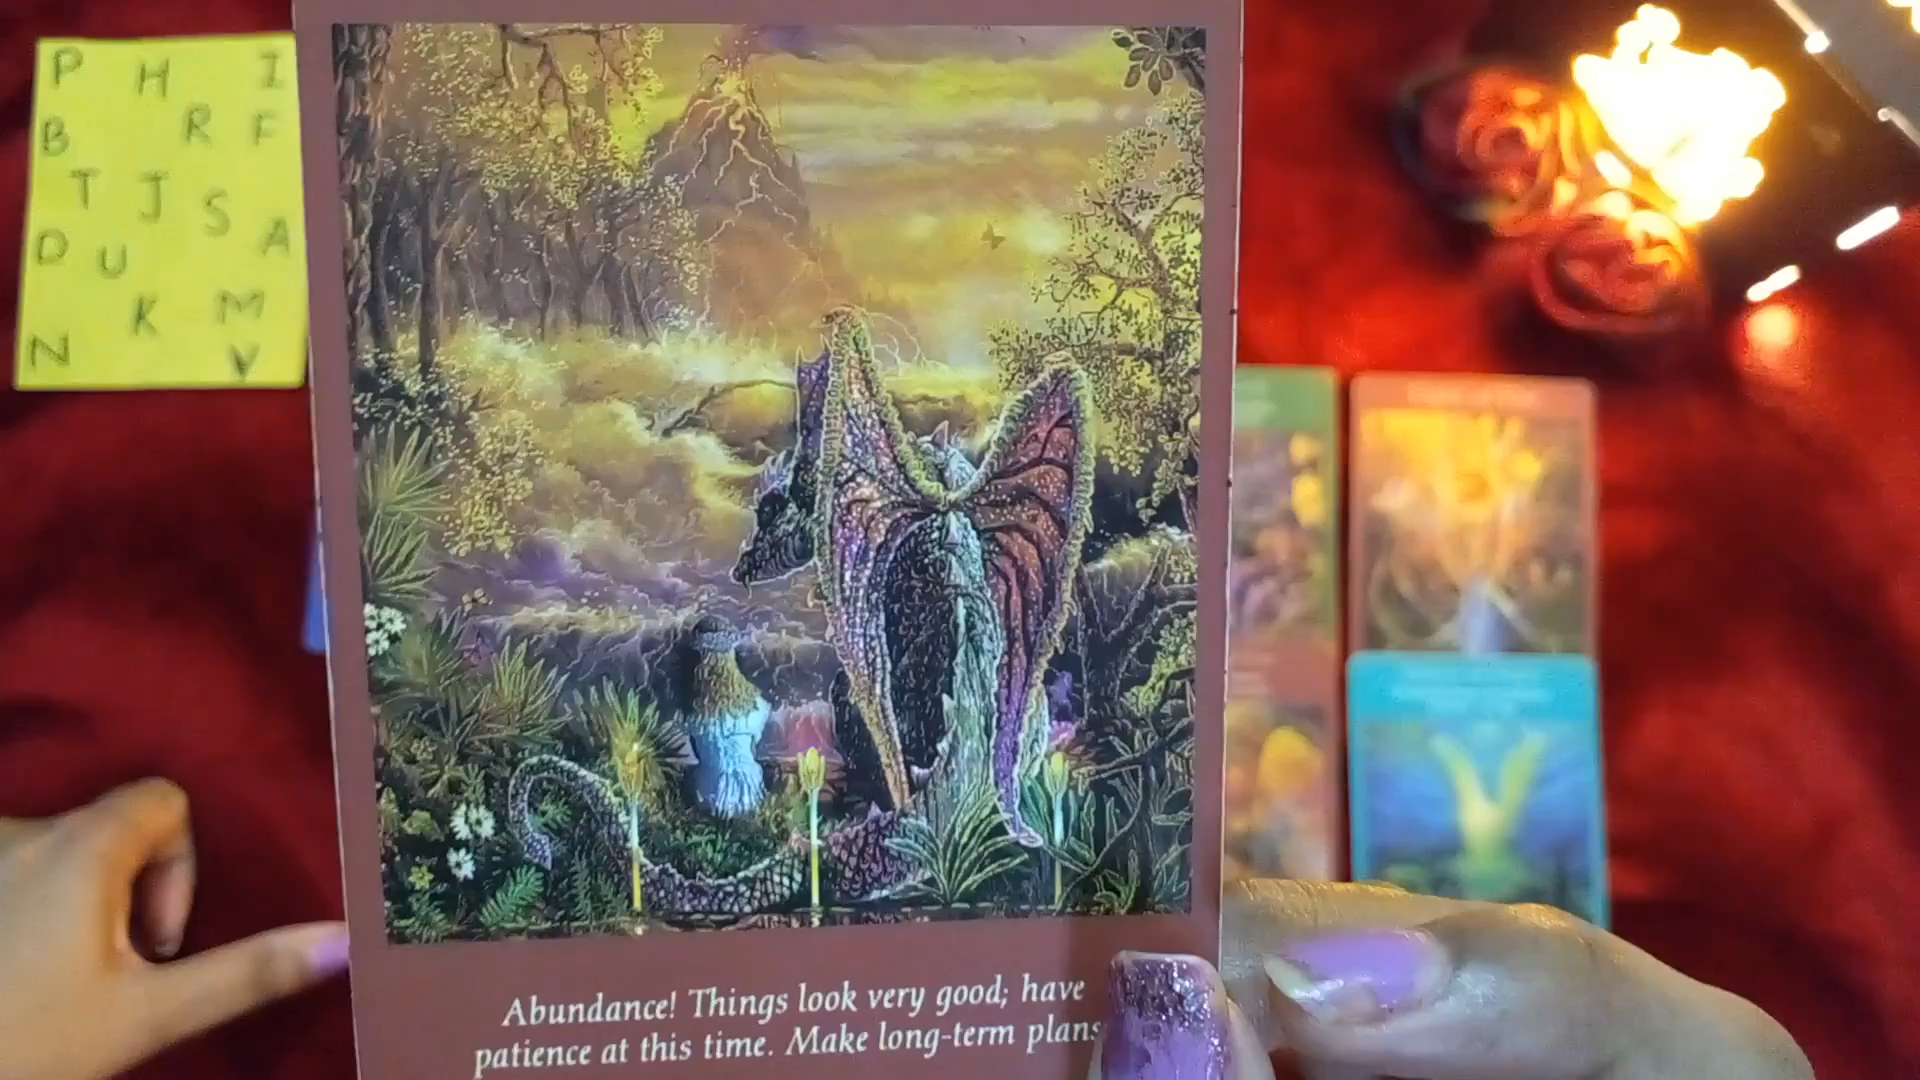 P H I
B R F
T J S
D U A
K M
N V
Abundance! Things look very good; have
patience at this time. Make long-term plans